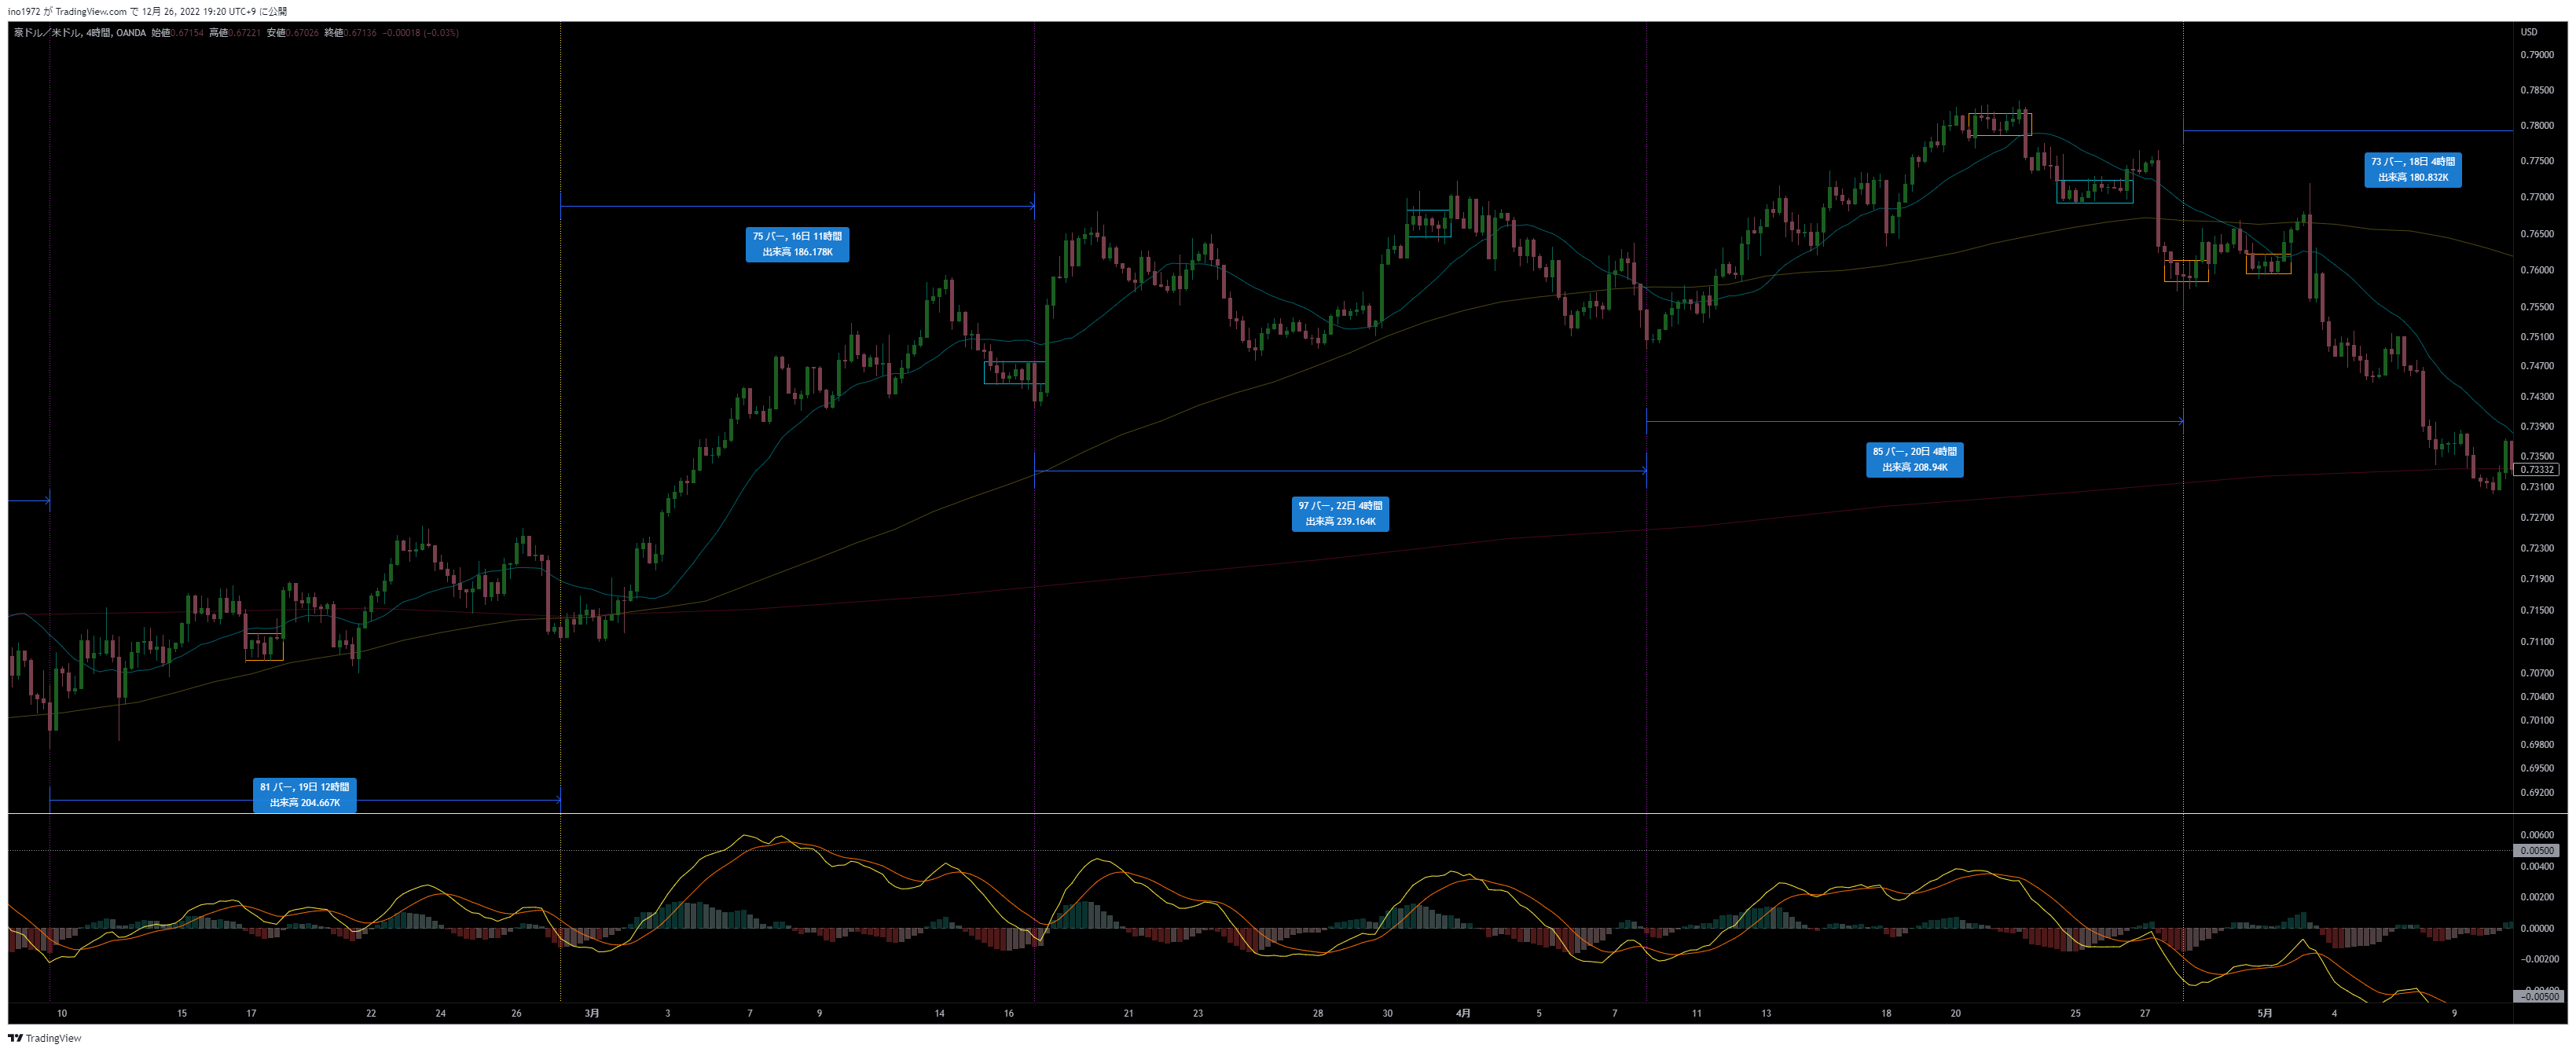 ino1972 が TradingView.com で 12月 26, 2022 19:20 UTC+9 に公開
豪ドル／米ドル, 4時間, OANDA 始値0.67154 高値0.67221 安値0.67026 終値0.67136 −0.00018 (−0.03%)
USD
0.79000
0.78500
0.78000
0.77500
0.77000
0.76500
0.76000
0.75500
0.75100
0.74700
0.74300
0.73900
0.73500
0.73332
0.73100
0.72700
0.72300
0.71900
0.71500
0.71100
0.70700
0.70400
0.70100
0.69800
0.69500
0.69200
73 バー, 18日 4時間
出来高 180.832K
75 バー, 16日 11時間
出来高 186.178K
85 バー, 20日 4時間
出来高 208.94K
97 バー, 22日 4時間
出来高 239.164K
81 バー, 19日 12時間
出来高 204.667K
0.00600
0.00500
0.00400
0.00200
0.00000
−0.00200
−0.00500
10 15 17 22 24 26 3月 3 7 9 14 16 21 23 28 30 4月 5 7 11 13 18 20 25 27 5月 4 9
TradingView